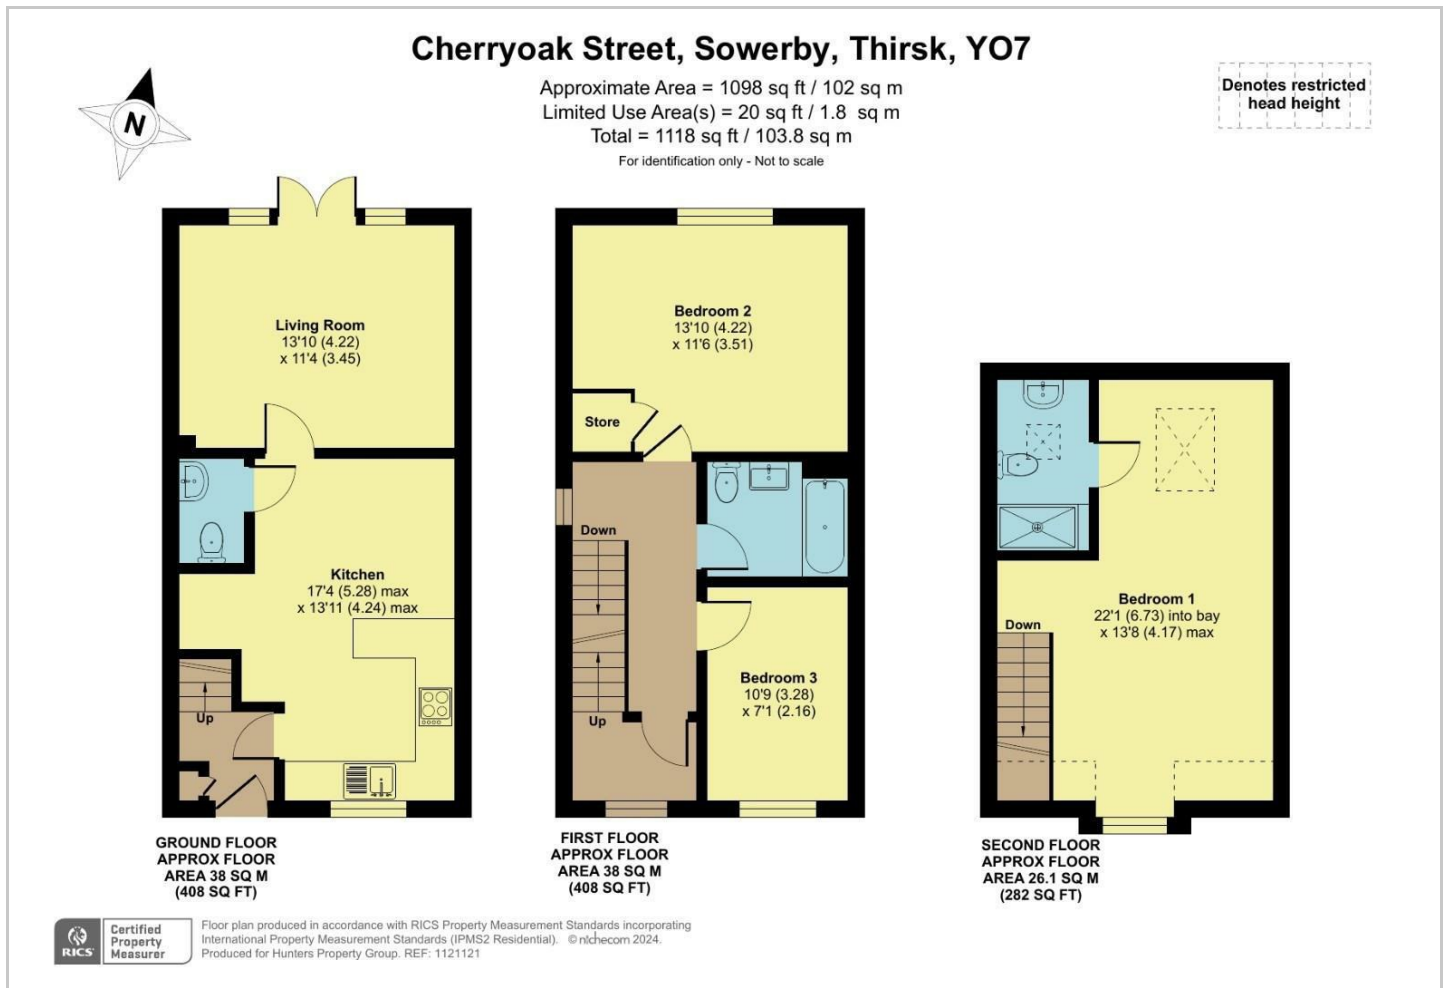 Cherryoak Street, Sowerby, Thirsk, YO7
Approximate Area = 1098 sq ft / 102 sq m
Limited Use Area(s) = 20 sq ft / 1.8 sq m
Total = 1118 sq ft / 103.8 sq m
For identification only - Not to scale
Denotes restricted
head height
N
Living Room
13'10 (4.22)
x 11'4 (3.45)
Kitchen
17'4 (5.28) max
x 13'11 (4.24) max
Up
GROUND FLOOR
APPROX FLOOR
AREA 38 SQ M
(408 SQ FT)
Bedroom 2
13'10 (4.22)
x 11'6 (3.51)
Store
Down
Up
Bedroom 3
10'9 (3.28)
x 7'1 (2.16)
FIRST FLOOR
APPROX FLOOR
AREA 38 SQ M
(408 SQ FT)
Bedroom 1
22'1 (6.73) into bay
x 13'8 (4.17) max
Down
SECOND FLOOR
APPROX FLOOR
AREA 26.1 SQ M
(282 SQ FT)
RICS
Certified
Property
Measurer
Floor plan produced in accordance with RICS Property Measurement Standards incorporating
International Property Measurement Standards (IPMS2 Residential). © nichecom 2024.
Produced for Hunters Property Group. REF: 1121121